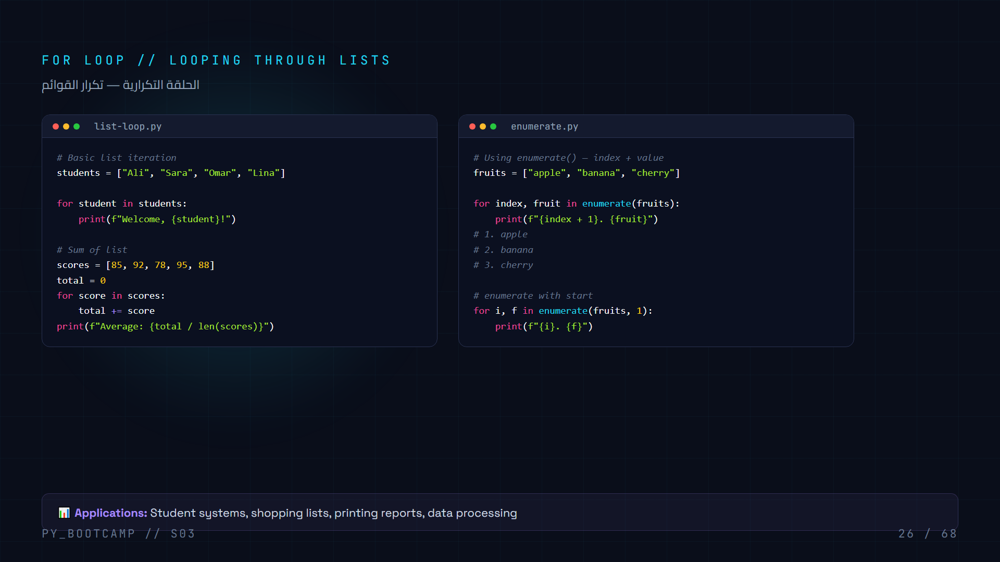 FOR LOOP // LOOPING THROUGH LISTS
الحلقة التكرارية — تكرار القوائم
list-loop.py
# Basic list iteration
students = ["Ali", "Sara", "Omar", "Lina"]
for student in students:
    print(f"Welcome, {student}!")
# Sum of list
scores = [85, 92, 78, 95, 88]
total = 0
for score in scores:
    total += score
print(f"Average: {total / len(scores)}")
enumerate.py
# Using enumerate() — index + value
fruits = ["apple", "banana", "cherry"]
for index, fruit in enumerate(fruits):
    print(f"{index + 1}. {fruit}")
# 1. apple
# 2. banana
# 3. cherry
# enumerate with start
for i, f in enumerate(fruits, 1):
    print(f"{i}. {f}")
📊 Applications: Student systems, shopping lists, printing reports, data processing
PY_BOOTCAMP // S03
26 / 68